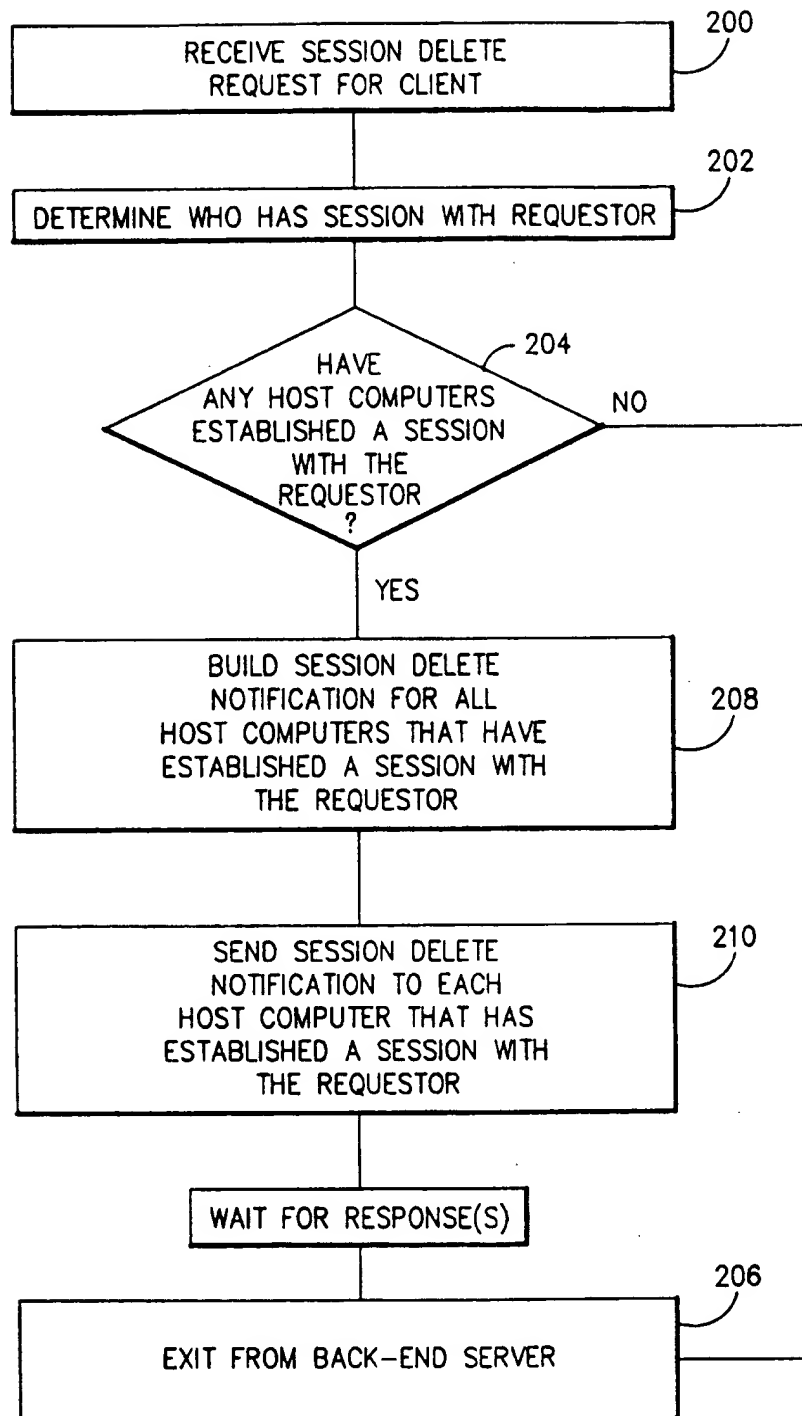 200
RECEIVE SESSION DELETE
REQUEST FOR CLIENT
202
DETERMINE WHO HAS SESSION WITH REQUESTOR
204
HAVE
ANY HOST COMPUTERS
ESTABLISHED A SESSION
WITH THE
REQUESTOR
?
NO
YES
BUILD SESSION DELETE
NOTIFICATION FOR ALL
HOST COMPUTERS THAT HAVE
ESTABLISHED A SESSION WITH
THE REQUESTOR
208
SEND SESSION DELETE
NOTIFICATION TO EACH
HOST COMPUTER THAT HAS
ESTABLISHED A SESSION WITH
THE REQUESTOR
210
WAIT FOR RESPONSE(S)
206
EXIT FROM BACK-END SERVER